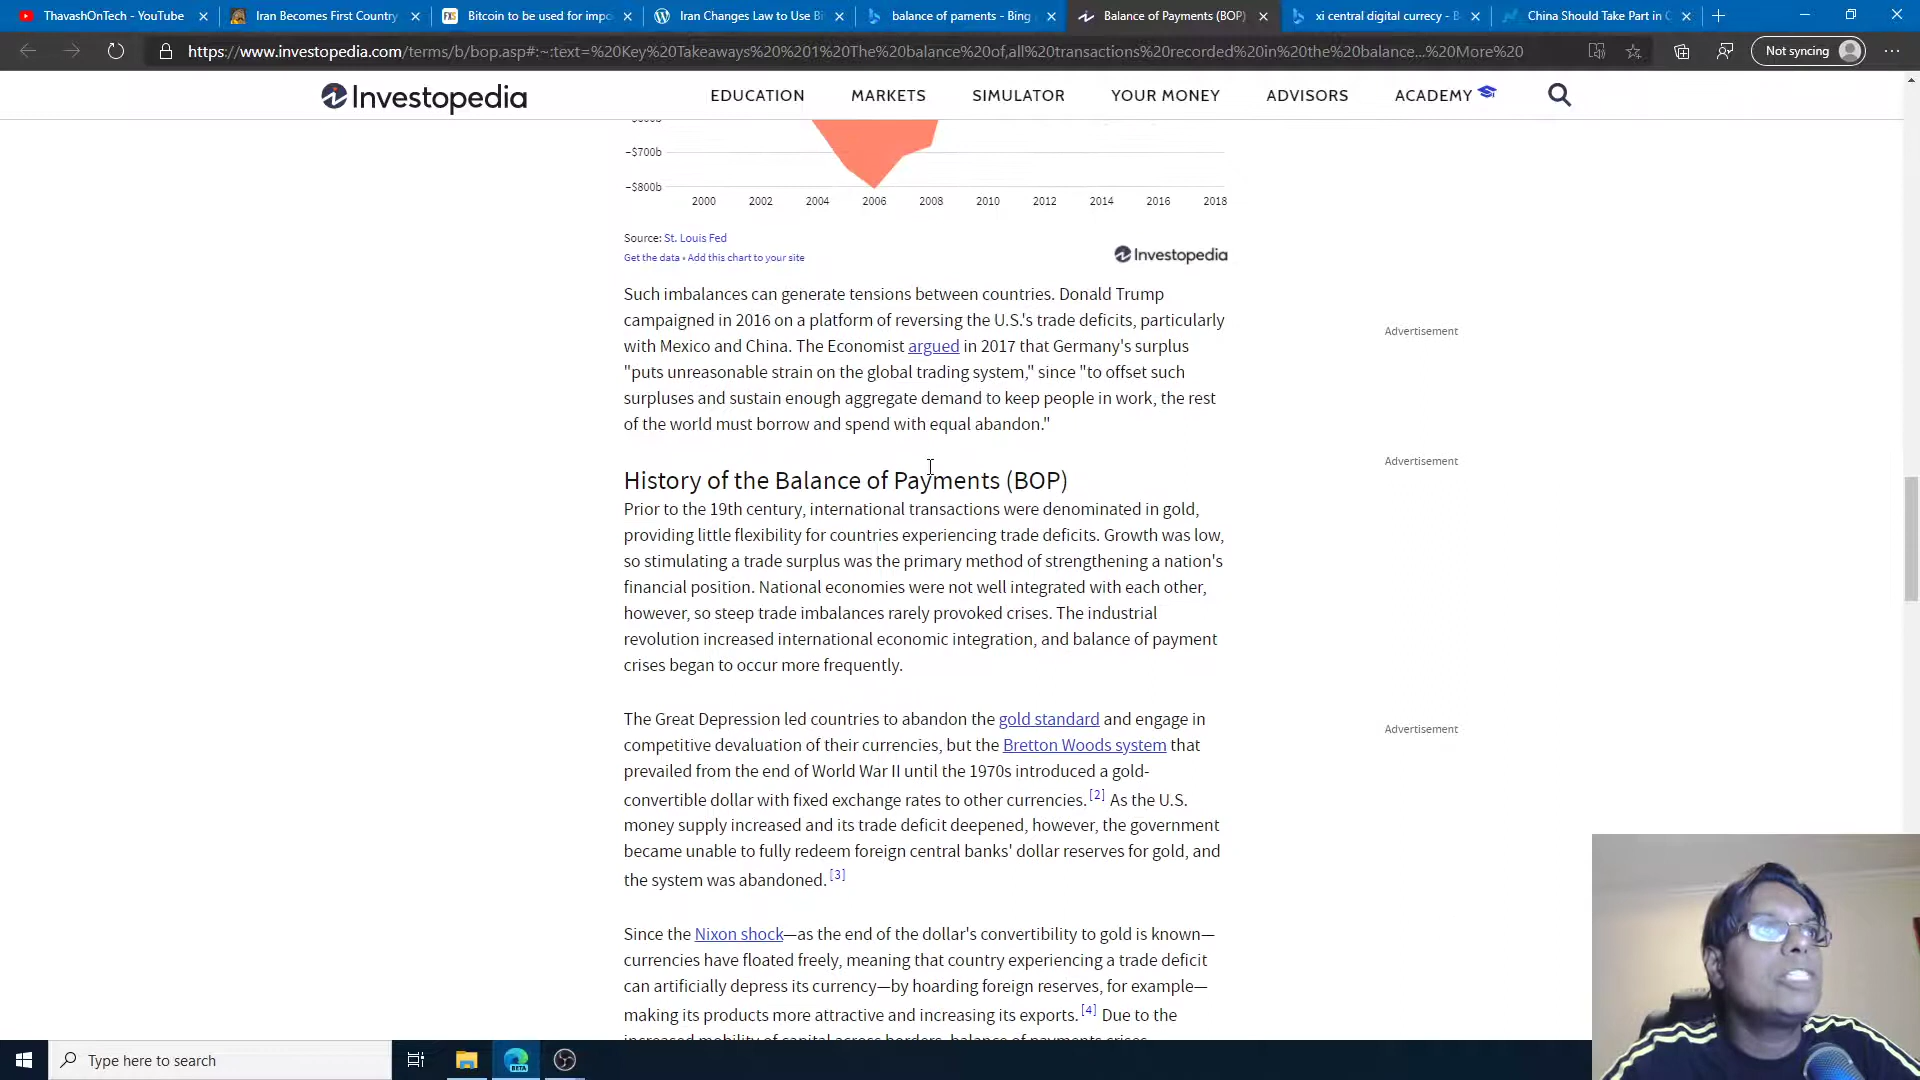 ThavashOnTech - YouTube
Iran Becomes First Country
Bitcoin to be used for impo
Iran Changes Law to Use Bi
balance of paments - Bing
Balance of Payments (BOP)
xi central digital currecy - B
China Should Take Part in C
https://www.investopedia.com/terms/b/bop.asp#:~:text=%20Key%20Takeaways%20%201%20The%20balance%20of,all%20transactions%20recorded%20in%20the%20balance...%20More%20
Not syncing
Investopedia
EDUCATION MARKETS SIMULATOR YOUR MONEY ADVISORS ACADEMY
–$700b
–$800b
2000 2002 2004 2006 2008 2010 2012 2014 2016 2018
Source: St. Louis Fed
Get the data • Add this chart to your site
Investopedia
Such imbalances can generate tensions between countries. Donald Trump
campaigned in 2016 on a platform of reversing the U.S.'s trade deficits, particularly
with Mexico and China. The Economist argued in 2017 that Germany's surplus
"puts unreasonable strain on the global trading system," since "to offset such
surpluses and sustain enough aggregate demand to keep people in work, the rest
of the world must borrow and spend with equal abandon."
Advertisement
Advertisement
History of the Balance of Payments (BOP)
Prior to the 19th century, international transactions were denominated in gold,
providing little flexibility for countries experiencing trade deficits. Growth was low,
so stimulating a trade surplus was the primary method of strengthening a nation's
financial position. National economies were not well integrated with each other,
however, so steep trade imbalances rarely provoked crises. The industrial
revolution increased international economic integration, and balance of payment
crises began to occur more frequently.
The Great Depression led countries to abandon the gold standard and engage in
competitive devaluation of their currencies, but the Bretton Woods system that
prevailed from the end of World War II until the 1970s introduced a gold-
convertible dollar with fixed exchange rates to other currencies. [2] As the U.S.
money supply increased and its trade deficit deepened, however, the government
became unable to fully redeem foreign central banks' dollar reserves for gold, and
the system was abandoned. [3]
Advertisement
Since the Nixon shock—as the end of the dollar's convertibility to gold is known—
currencies have floated freely, meaning that country experiencing a trade deficit
can artificially depress its currency—by hoarding foreign reserves, for example—
making its products more attractive and increasing its exports. [4] Due to the
increased mobility of capital across borders, balance of payments crises
Type here to search
BETA